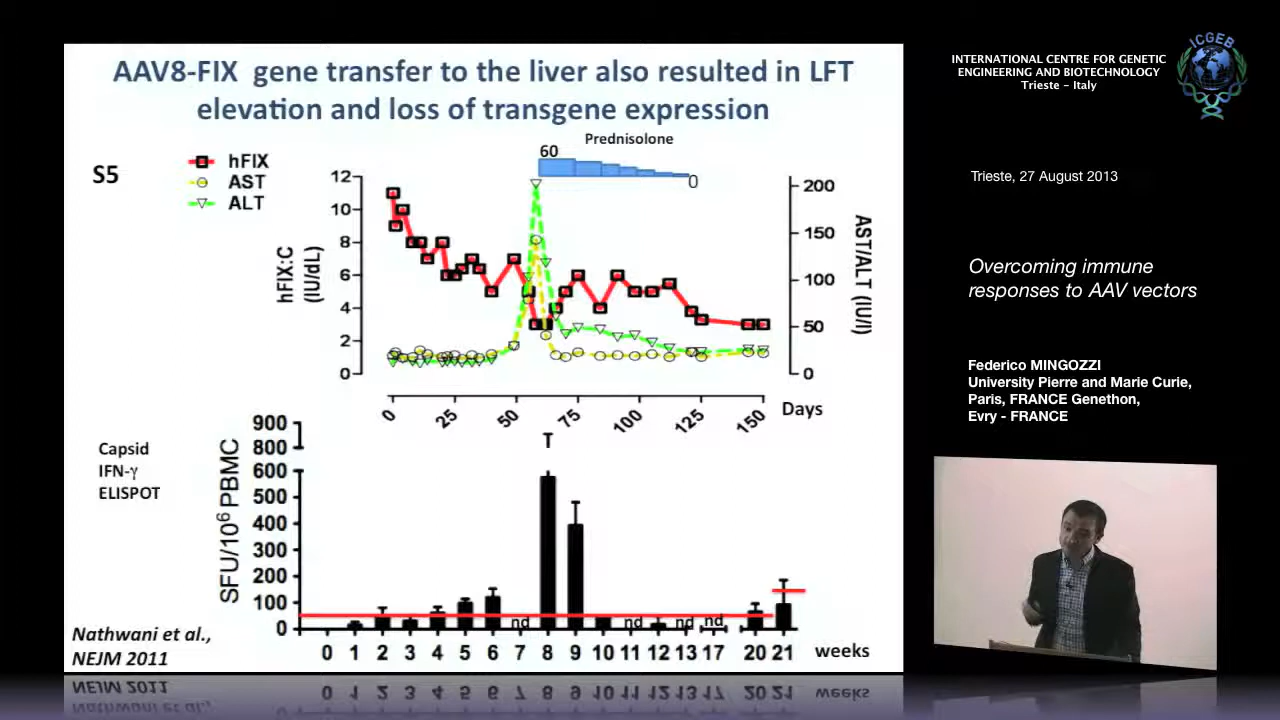 AAV8-FIX gene transfer to the liver also resulted in LFT
elevation and loss of transgene expression
Prednisolone
60
0
S5
hFIX
AST
ALT
12
10
8
6
4
2
0
hFIX:C
(IU/dL)
200
150
100
50
0
AST/ALT (IU/l)
0 25 50 75 100 125 150 Days
Capsid
IFN-γ
ELISPOT
SFU/10⁶ PBMC
900
800
600
500
400
300
200
100
0
nd nd nd nd
0 1 2 3 4 5 6 7 8 9 10 11 12 13 17 20 21 weeks
Nathwani et al.,
NEJM 2011
ICGEB
INTERNATIONAL CENTRE FOR GENETIC
ENGINEERING AND BIOTECHNOLOGY
Trieste - Italy
Trieste, 27 August 2013
Overcoming immune
responses to AAV vectors
Federico MINGOZZI
University Pierre and Marie Curie,
Paris, FRANCE Genethon,
Evry - FRANCE